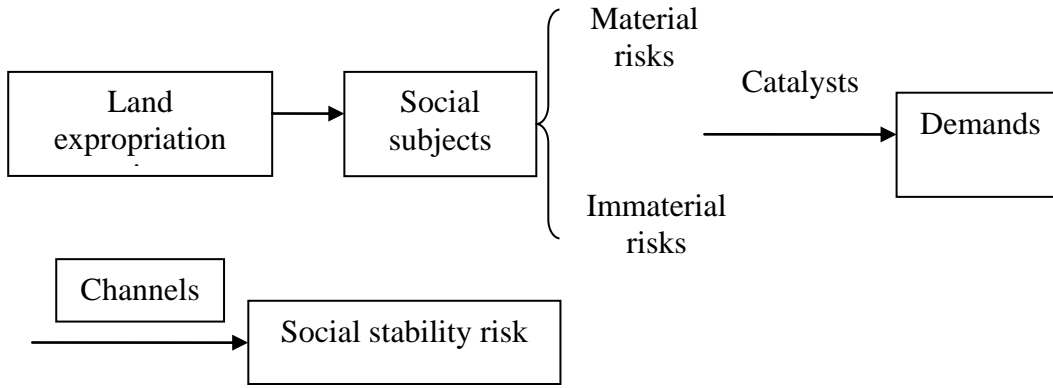 Material
risks
Land
expropriation
Social
subjects
Catalysts
Demands
Immaterial
risks
Channels
Social stability risk